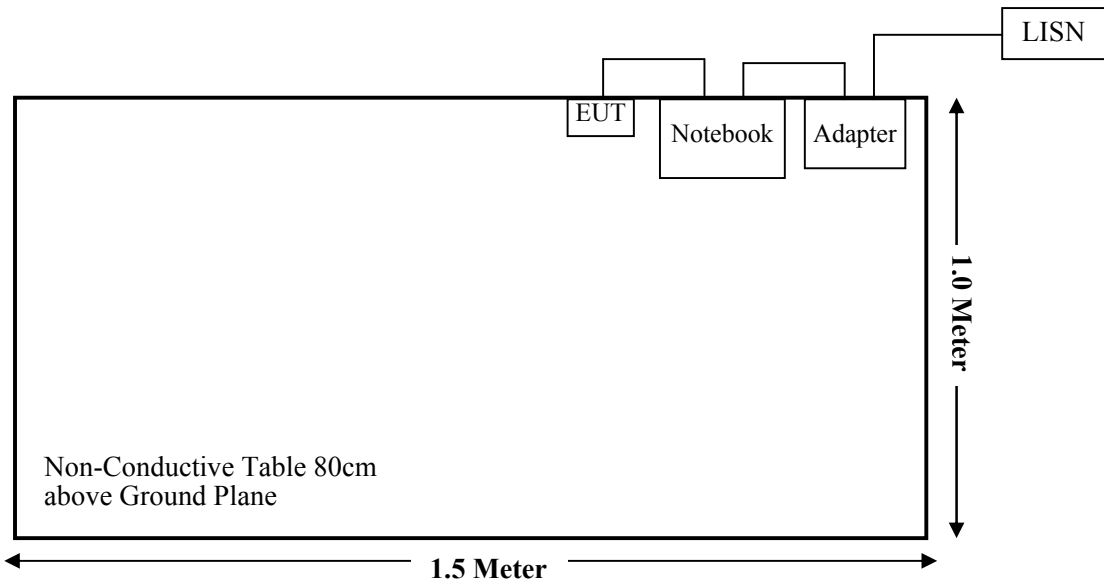 LISN
EUT
Notebook
Adapter
1.0 Meter
Non-Conductive Table 80cm
above Ground Plane
1.5 Meter